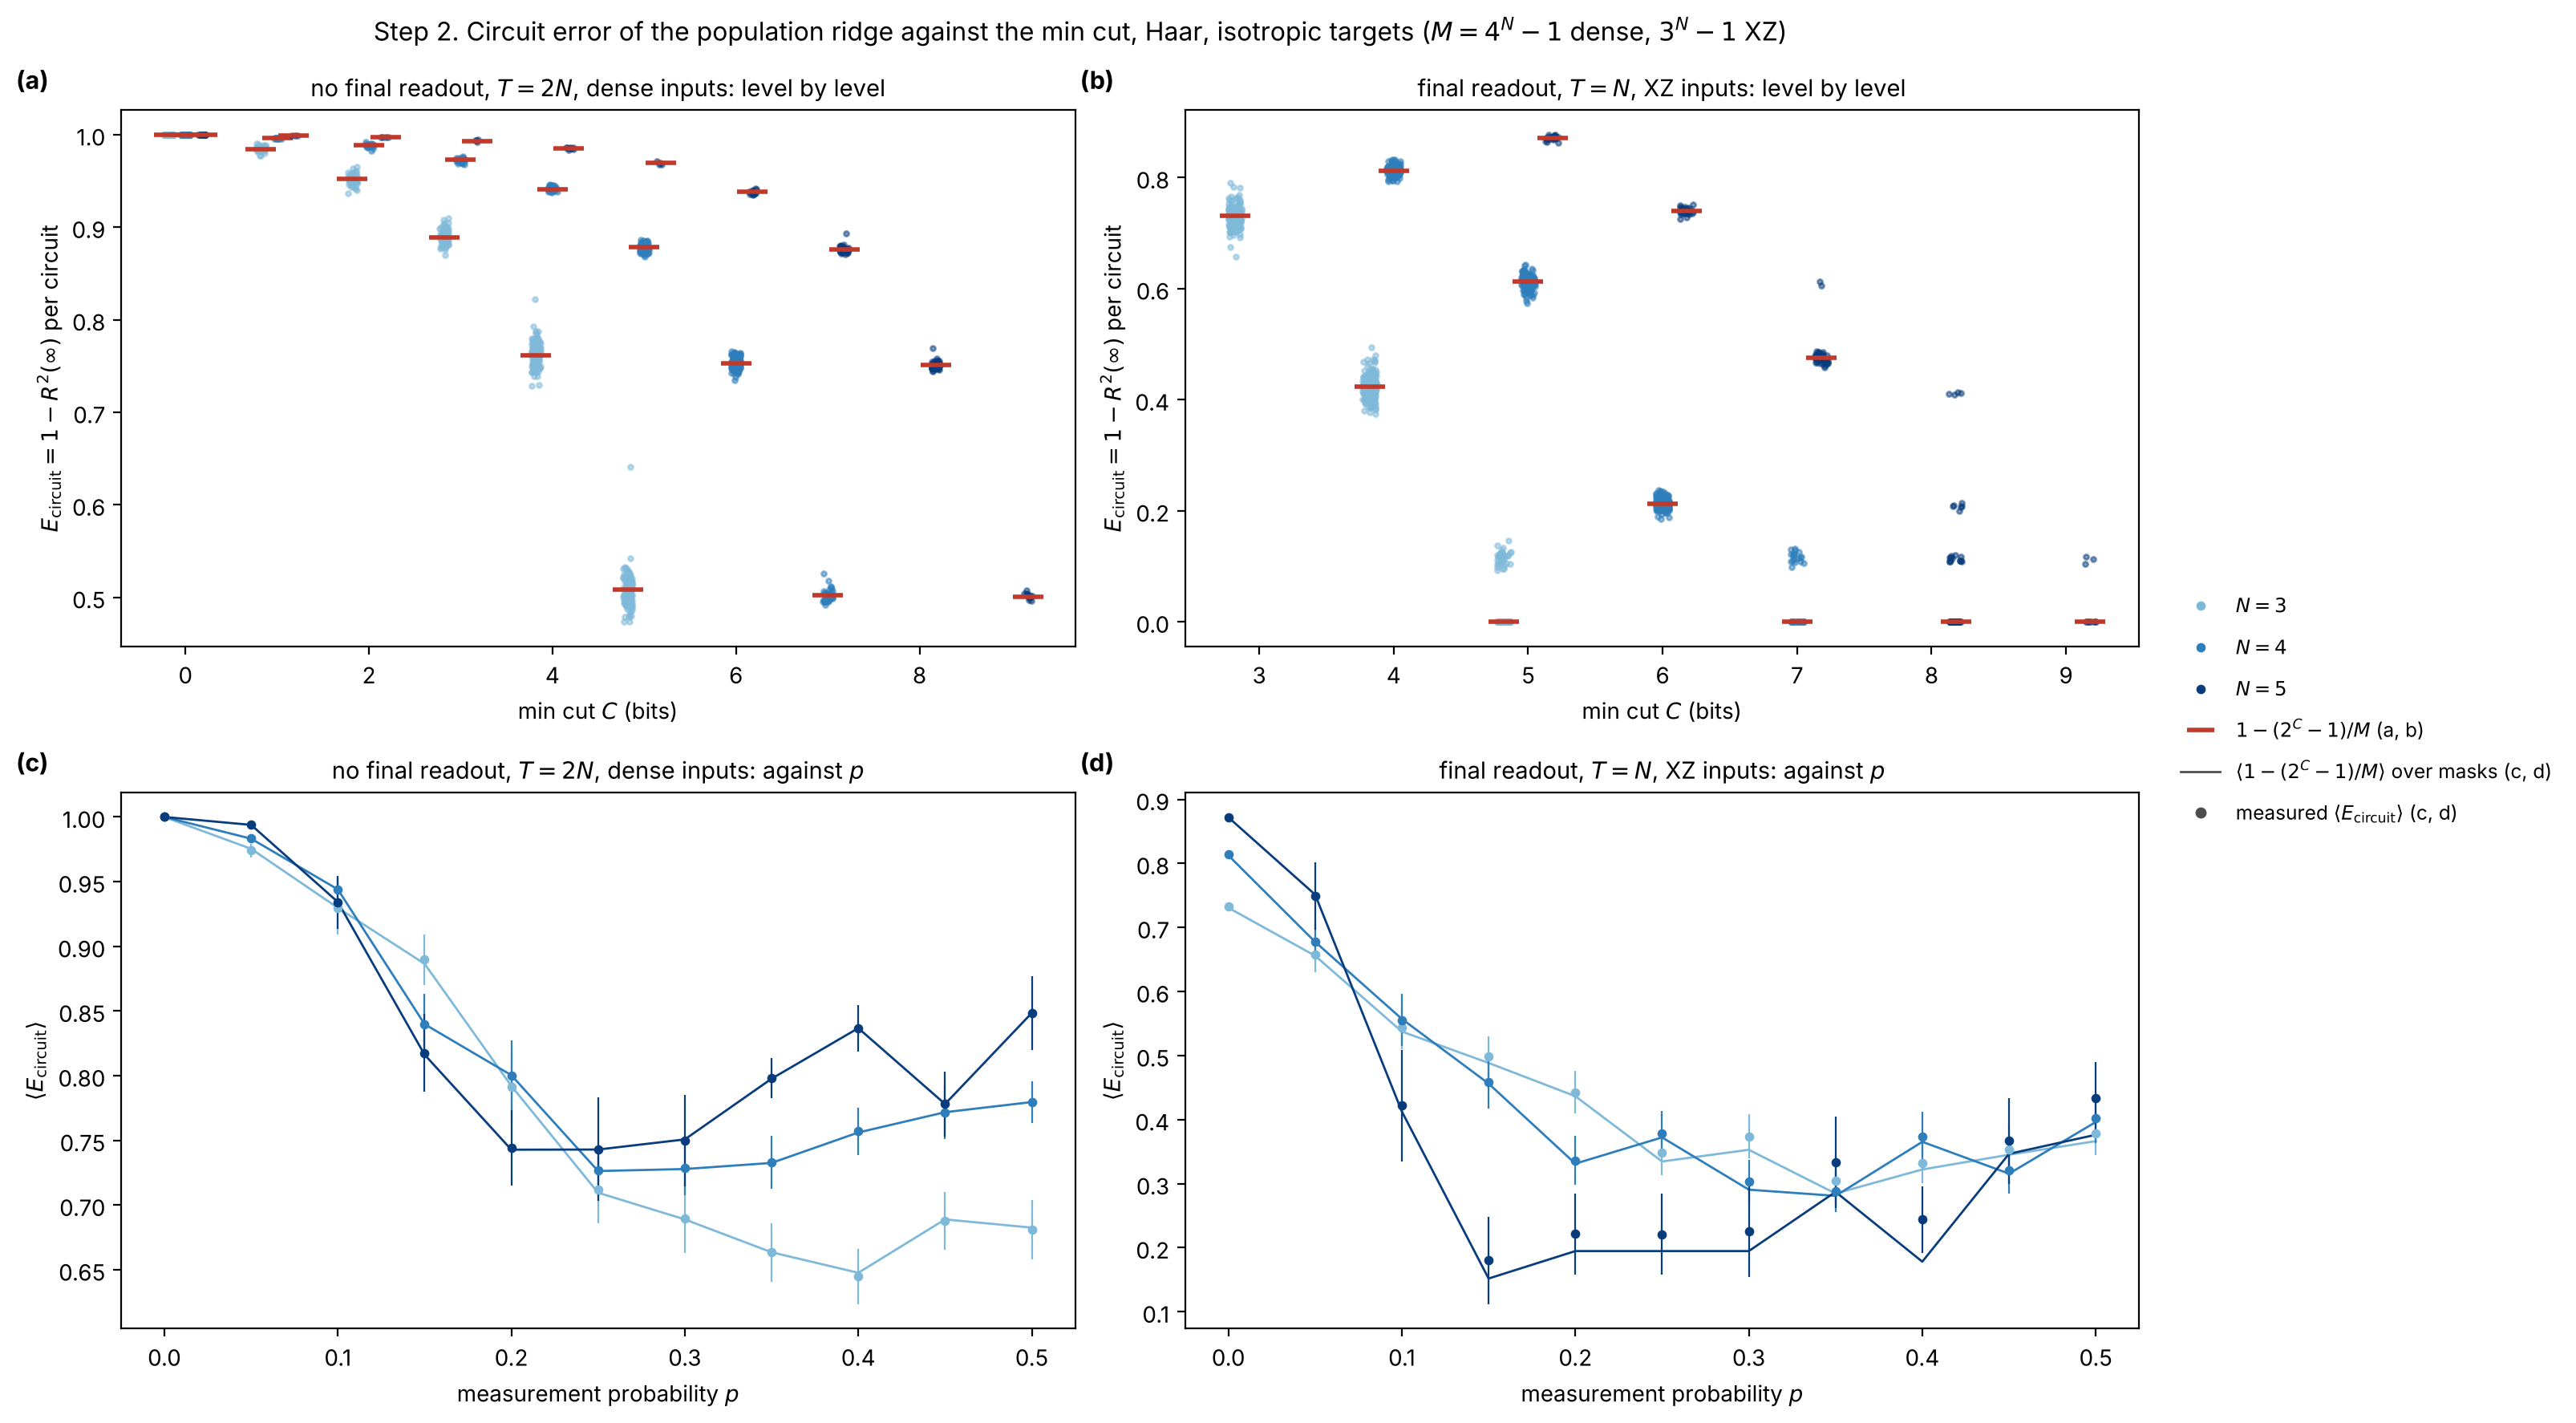 Step 2. Circuit error of the population ridge against the min cut, Haar, isotropic targets (M = 4^N − 1 dense, 3^N − 1 XZ)
(a)
no final readout, T = 2N, dense inputs: level by level
1.0
0.9
0.8
0.7
0.6
0.5
E_circuit = 1 − R^2(∞) per circuit
0 2 4 6 8
min cut C (bits)
(b)
final readout, T = N, XZ inputs: level by level
0.8
0.6
0.4
0.2
0.0
E_circuit = 1 − R^2(∞) per circuit
3 4 5 6 7 8 9
min cut C (bits)
N = 3
N = 4
N = 5
1 − (2^C − 1)/M (a, b)
⟨1 − (2^C − 1)/M⟩ over masks (c, d)
measured ⟨E_circuit⟩ (c, d)
(c)
no final readout, T = 2N, dense inputs: against p
1.00
0.95
0.90
0.85
0.80
0.75
0.70
0.65
⟨E_circuit⟩
0.0 0.1 0.2 0.3 0.4 0.5
measurement probability p
(d)
final readout, T = N, XZ inputs: against p
0.9
0.8
0.7
0.6
0.5
0.4
0.3
0.2
0.1
⟨E_circuit⟩
0.0 0.1 0.2 0.3 0.4 0.5
measurement probability p